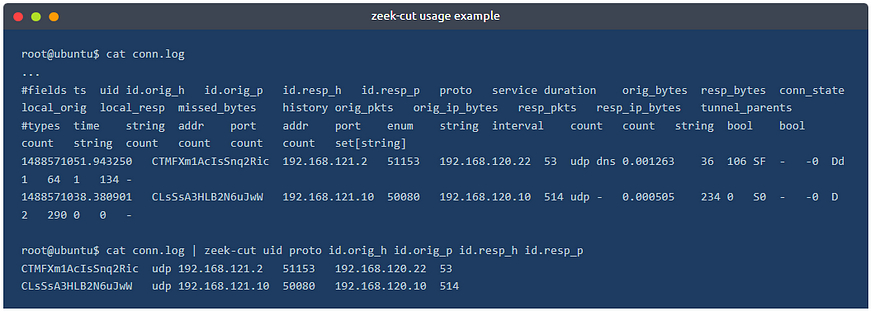 zeek-cut usage example
root@ubuntu$ cat conn.log
...
#fields ts  uid id.orig_h   id.orig_p   id.resp_h   id.resp_p   proto   service duration    orig_bytes  resp_bytes  conn_state
local_orig  local_resp  missed_bytes    history orig_pkts   orig_ip_bytes   resp_pkts   resp_ip_bytes   tunnel_parents
#types  time    string  addr    port    addr    port    enum    string  interval    count   count   string  bool    bool
count   string  count   count   count   count   set[string]
1488571051.943250   CTMFXm1AcIsSnq2Ric  192.168.121.2   51153   192.168.120.22  53  udp dns 0.001263    36  106 SF  -   -0  Dd
1   64  1   134 -
1488571038.380901   CLsSsA3HLB2N6uJwW   192.168.121.10  50080   192.168.120.10  514 udp -   0.000505    234 0   S0  -   -0  D
2   290 0   0   -
root@ubuntu$ cat conn.log | zeek-cut uid proto id.orig_h id.orig_p id.resp_h id.resp_p
CTMFXm1AcIsSnq2Ric  udp 192.168.121.2   51153   192.168.120.22  53
CLsSsA3HLB2N6uJwW   udp 192.168.121.10  50080   192.168.120.10  514